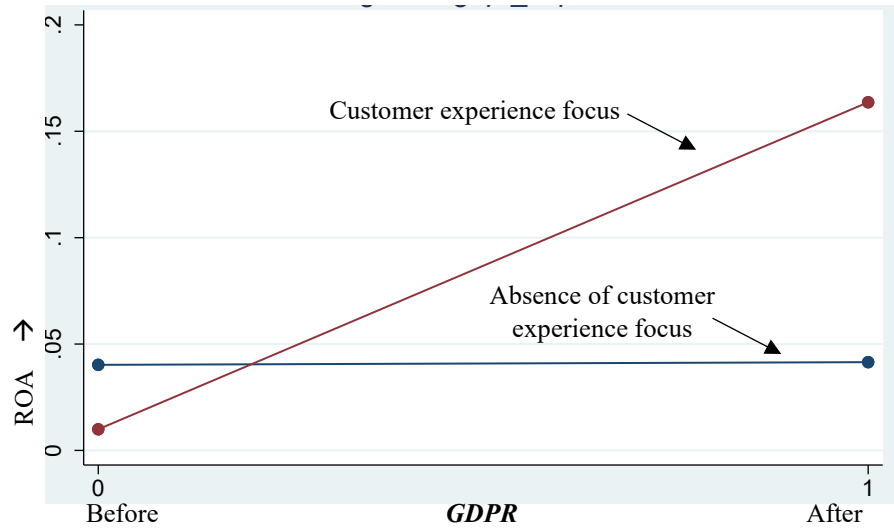 .2
Customer experience focus
.15
.1
Absence of customer
experience focus
.05
ROA →
0
0 1
Before GDPR After